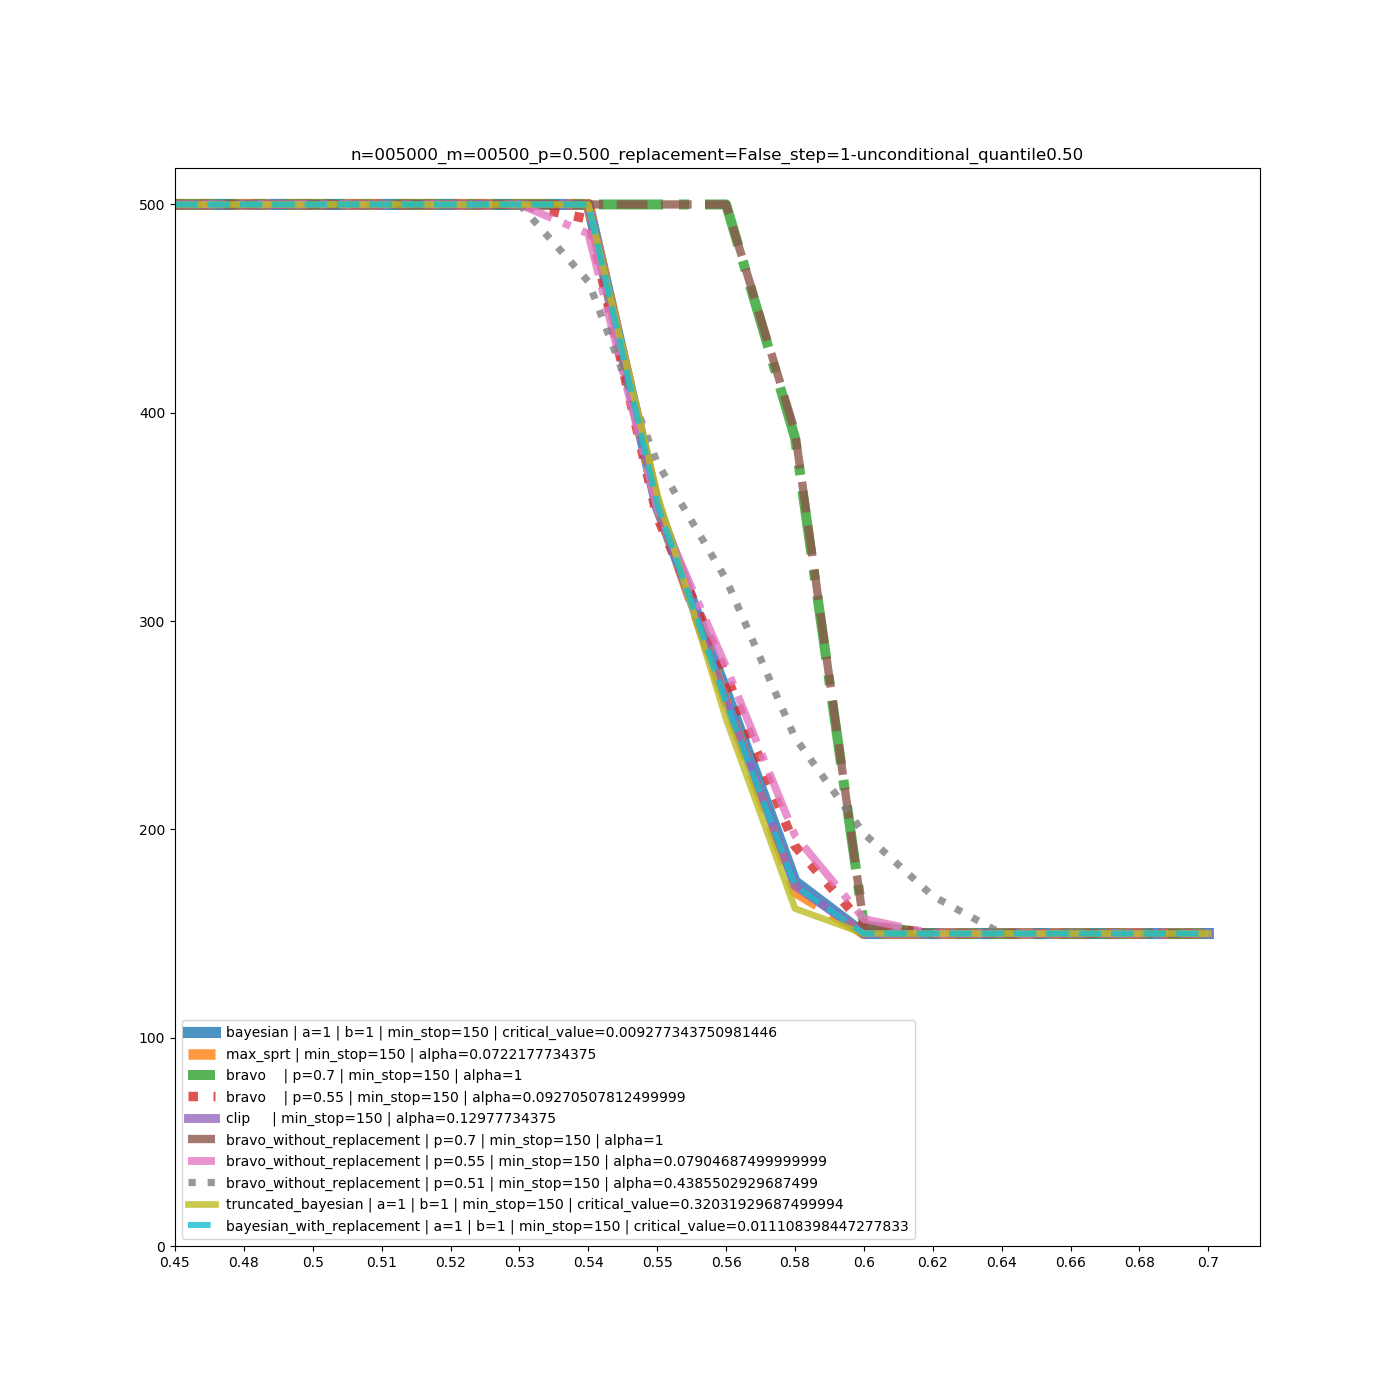 n=005000_m=00500_p=0.500_replacement=False_step=1-unconditional_quantile0.50
500
400
300
200
100
0
bayesian | a=1 | b=1 | min_stop=150 | critical_value=0.009277343750981446
max_sprt | min_stop=150 | alpha=0.0722177734375
bravo    | p=0.7 | min_stop=150 | alpha=1
bravo    | p=0.55 | min_stop=150 | alpha=0.09270507812499999
clip     | min_stop=150 | alpha=0.12977734375
bravo_without_replacement | p=0.7 | min_stop=150 | alpha=1
bravo_without_replacement | p=0.55 | min_stop=150 | alpha=0.07904687499999999
bravo_without_replacement | p=0.51 | min_stop=150 | alpha=0.4385502929687499
truncated_bayesian | a=1 | b=1 | min_stop=150 | critical_value=0.32031929687499994
bayesian_with_replacement | a=1 | b=1 | min_stop=150 | critical_value=0.011108398447277833
0.45 0.48 0.5 0.51 0.52 0.53 0.54 0.55 0.56 0.58 0.6 0.62 0.64 0.66 0.68 0.7